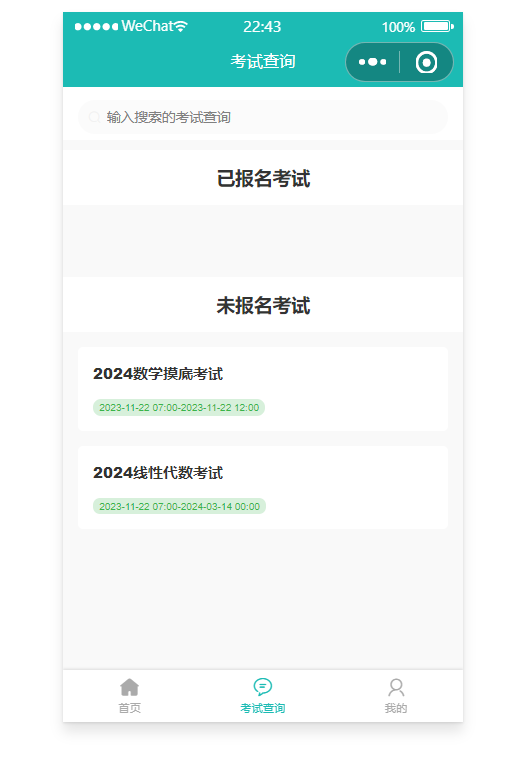 WeChat 22:43 100%
考试查询
输入搜索的考试查询
已报名考试
未报名考试
2024数学摸底考试
2023-11-22 07:00-2023-11-22 12:00
2024线性代数考试
2023-11-22 07:00-2024-03-14 00:00
首页 考试查询 我的